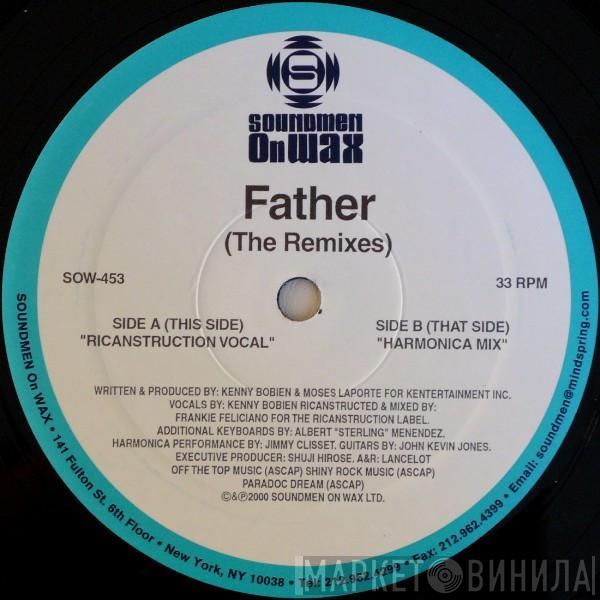 SOUNDMEN
On WAX
Father
(The Remixes)
SOW-453
33 RPM
SIDE A (THIS SIDE)
"RICANSTRUCTION VOCAL"
SIDE B (THAT SIDE)
"HARMONICA MIX"
WRITTEN & PRODUCED BY: KENNY BOBIEN & MOSES LAPORTE FOR KENTERTAINMENT INC.
VOCALS BY: KENNY BOBIEN RICANSTRUCTED & MIXED BY:
FRANKIE FELICIANO FOR THE RICANSTRUCTION LABEL.
ADDITIONAL KEYBOARDS BY: ALBERT "STERLING" MENENDEZ.
HARMONICA PERFORMANCE BY: JIMMY CLISSET. GUITARS BY: JOHN KEVIN JONES.
EXECUTIVE PRODUCER: SHUJI HIROSE. A&R: LANCELOT
OFF THE TOP MUSIC (ASCAP) SHINY ROCK MUSIC (ASCAP)
PARADOC DREAM (ASCAP)
©&℗2000 SOUNDMEN ON WAX LTD.
SOUNDMEN On WAX • 141 Fulton St. 6th Floor • New York, NY 10038 • Tel: 212.962.4299 • Fax: 212.962.4399 • Email: soundmen@mindspring.com
МАРКЕТ ВИНИЛА